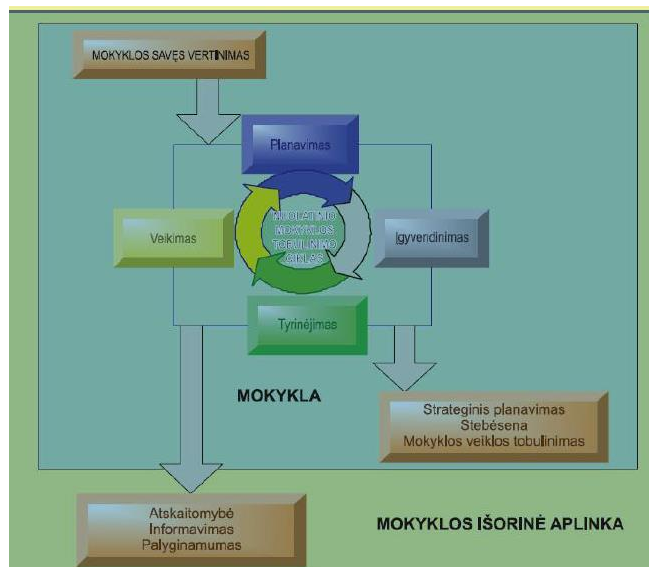 MOKYKLOS SAVĘS VERTINIMAS
Planavimas
NUOLATINIO
MOKYKLOS
TOBULINIMO
CIKLAS
Veikimas
Įgyvendinimas
Tyrinėjimas
MOKYKLA
Strateginis planavimas
Stebėsena
Mokyklos veiklos tobulinimas
Atskaitomybė
Informavimas
Palyginamumas
MOKYKLOS IŠORINĖ APLINKA